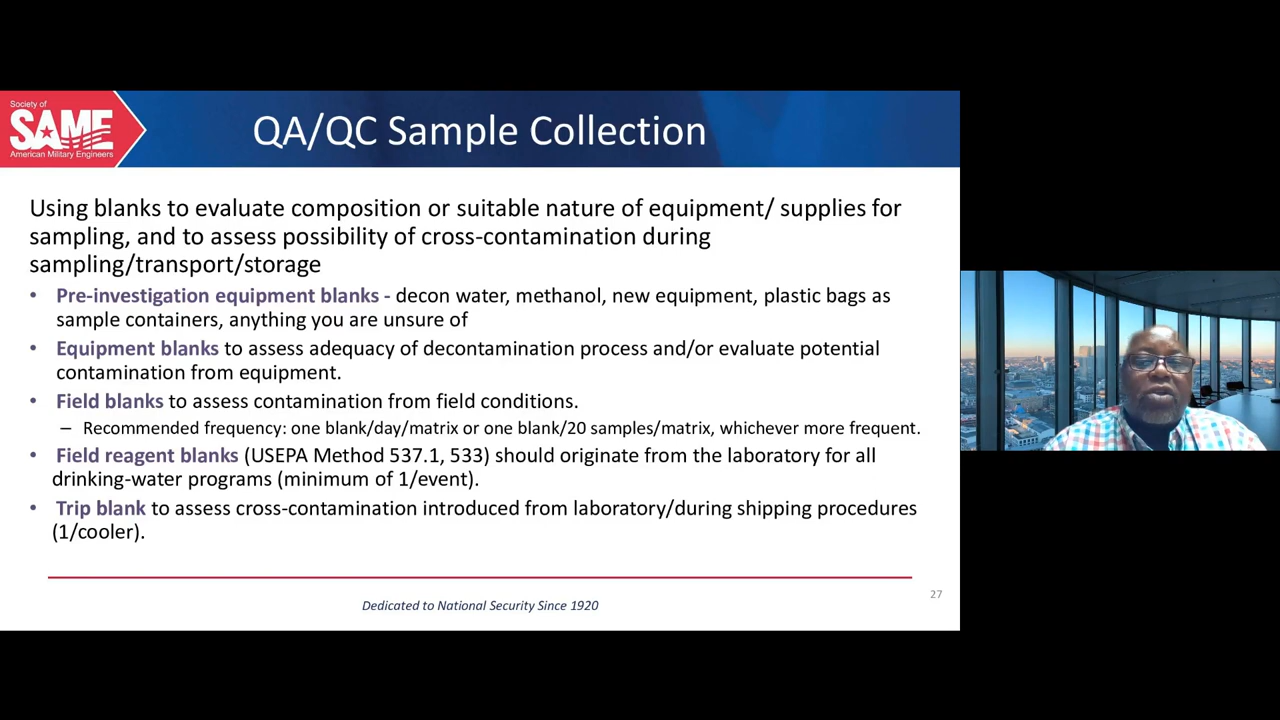 Society of
SAME
American Military Engineers
QA/QC Sample Collection
Using blanks to evaluate composition or suitable nature of equipment/ supplies for
sampling, and to assess possibility of cross-contamination during
sampling/transport/storage
• Pre-investigation equipment blanks - decon water, methanol, new equipment, plastic bags as
sample containers, anything you are unsure of
• Equipment blanks to assess adequacy of decontamination process and/or evaluate potential
contamination from equipment.
• Field blanks to assess contamination from field conditions.
– Recommended frequency: one blank/day/matrix or one blank/20 samples/matrix, whichever more frequent.
• Field reagent blanks (USEPA Method 537.1, 533) should originate from the laboratory for all
drinking-water programs (minimum of 1/event).
• Trip blank to assess cross-contamination introduced from laboratory/during shipping procedures
(1/cooler).
27
Dedicated to National Security Since 1920